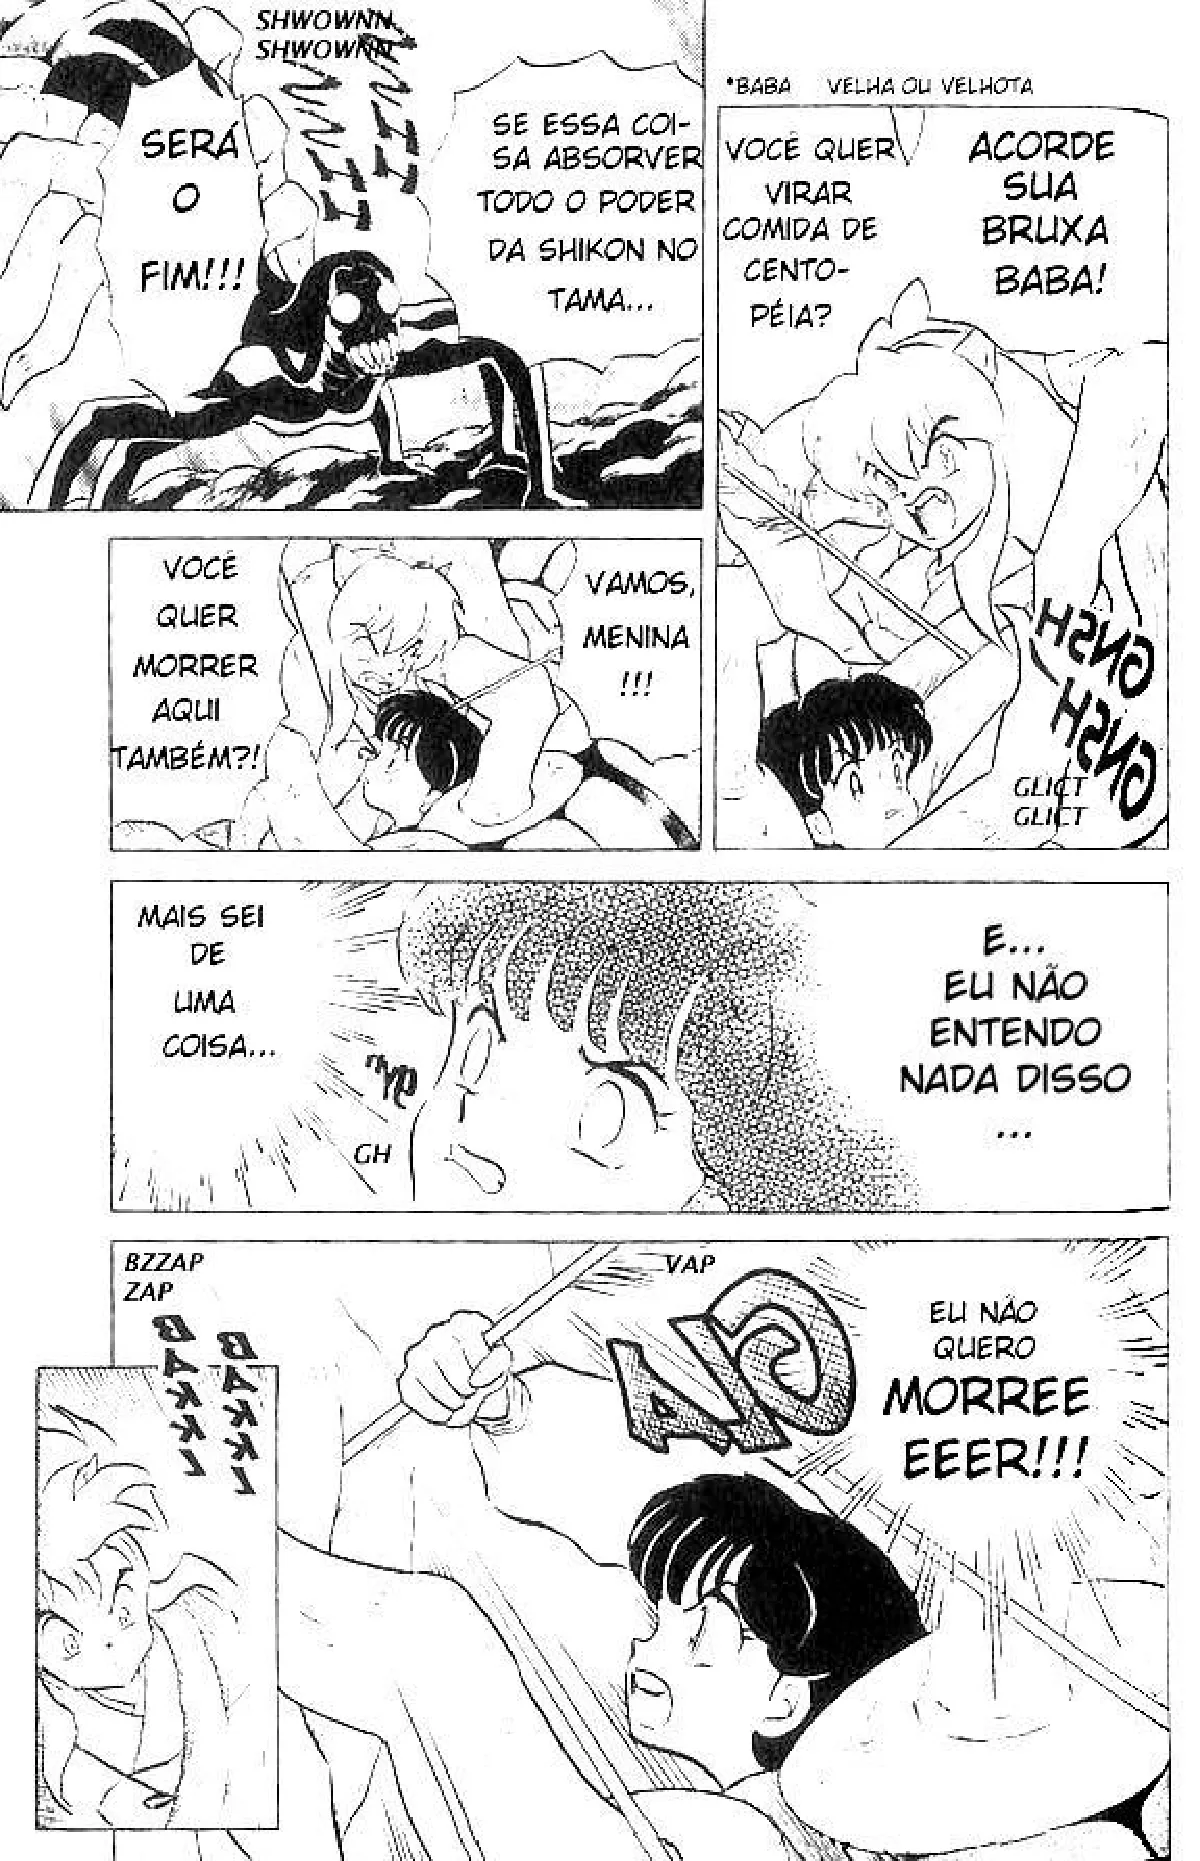 SHWOWNN
SHWOWNN
SERÁ
O
FIM!!!
SE ESSA COI-
SA ABSORVER
TODO O PODER
DA SHIKON NO
TAMA...
*BABA VELHA OU VELHOTA
VOCÊ QUER
VIRAR
COMIDA DE
CENTO-
PÉIA?
ACORDE
SUA
BRUXA
BABA!
GNSH
GNSH
GLICT
GLICT
VOCÊ
QUER
MORRER
AQUI
TAMBÉM?!
VAMOS,
MENINA
!!!
MAIS SEI
DE
UMA
COISA...
GH
E...
EU NÃO
ENTENDO
NADA DISSO
...
BZZAP
ZAP
VAP
EU NÃO
QUERO
MORREE
EEER!!!